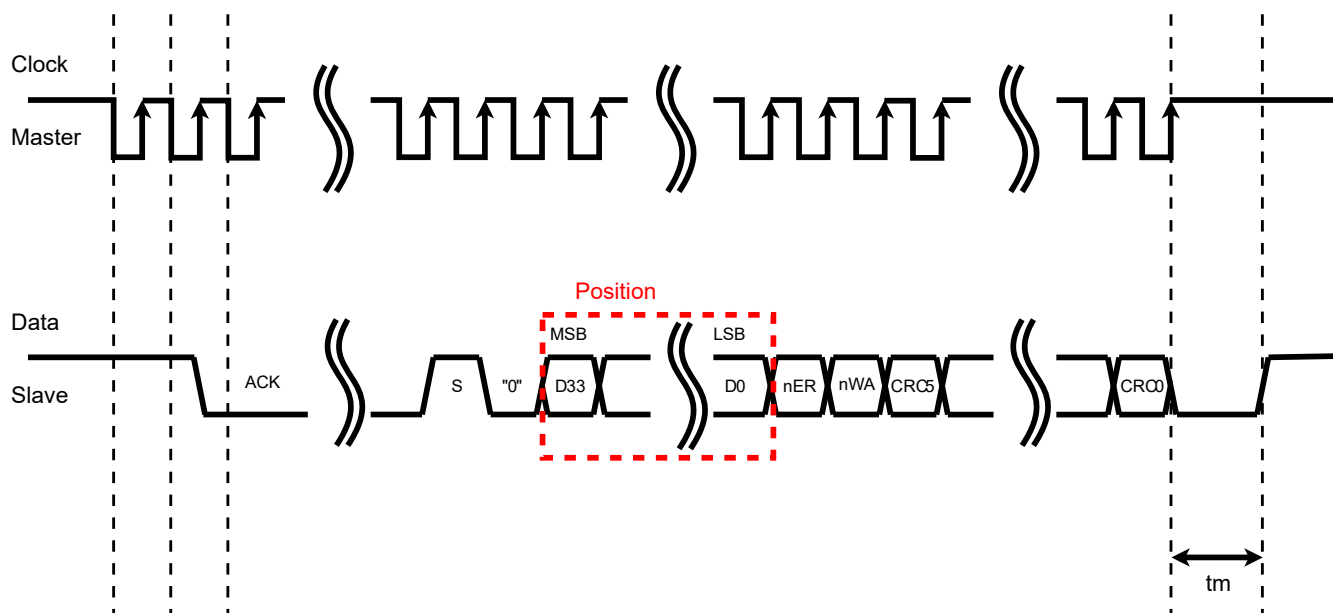 Clock
Master
Position
Data
MSB
LSB
Slave
ACK
S
"0"
D33
D0
nER
nWA
CRC5
CRC0
tm